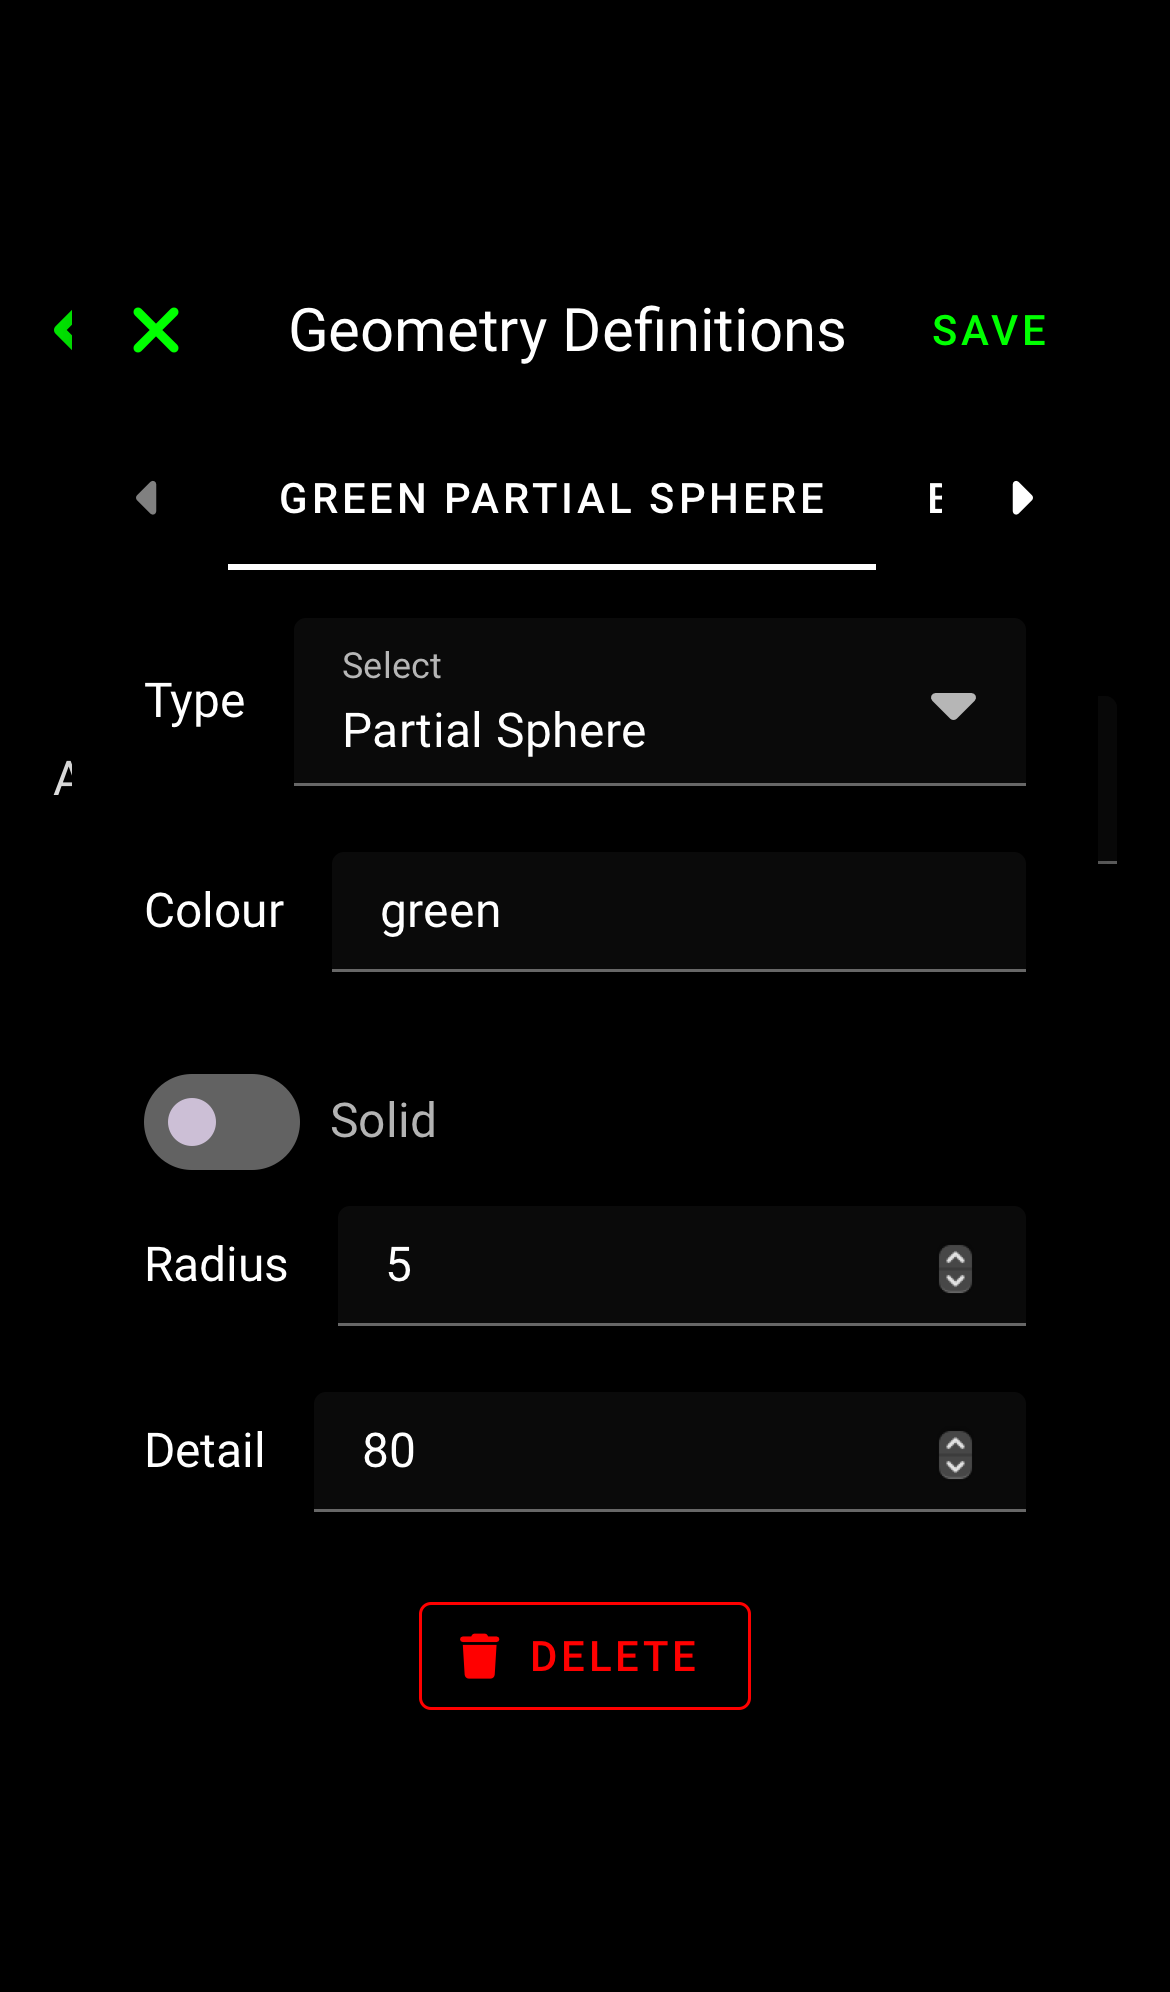 Geometry Definitions
SAVE
GREEN PARTIAL SPHERE
Type
Select
Partial Sphere
Colour
green
Solid
Radius
5
Detail
80
DELETE